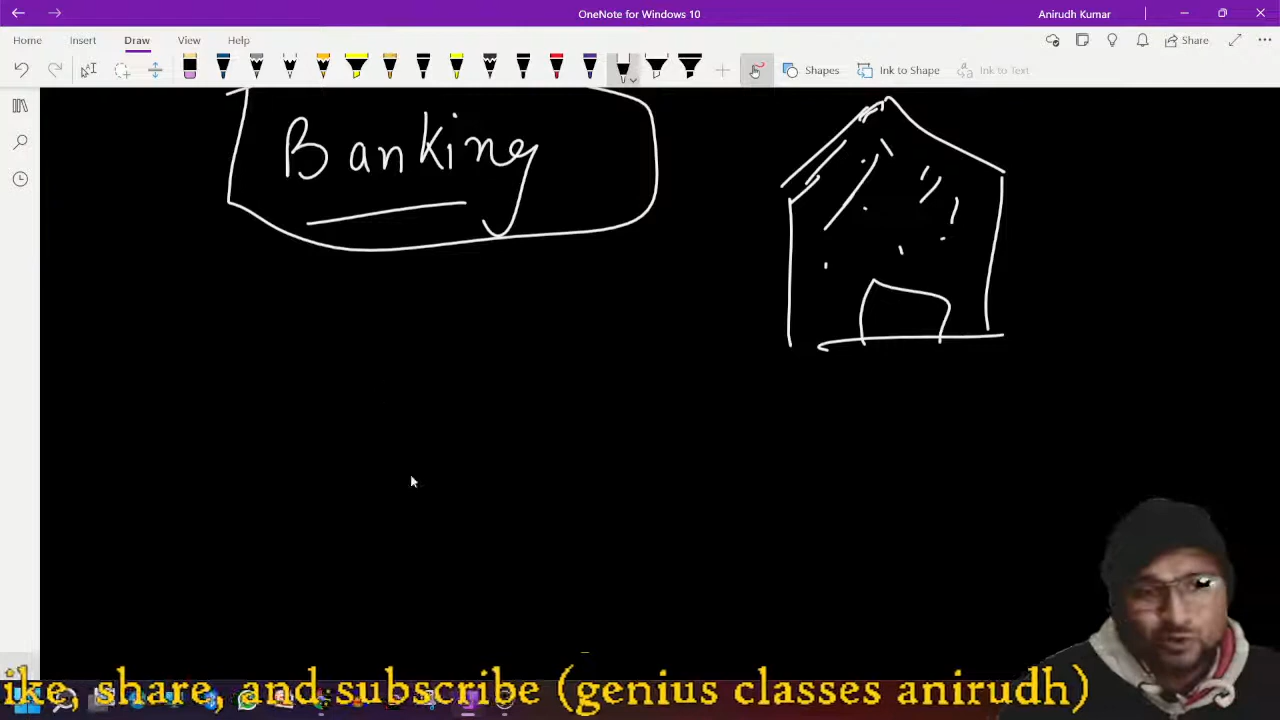 OneNote for Windows 10
Anirudh Kumar
Home Insert Draw View Help
Share
Shapes Ink to Shape Ink to Text
Banking
ike, share, and subscribe (genius classes anirudh)